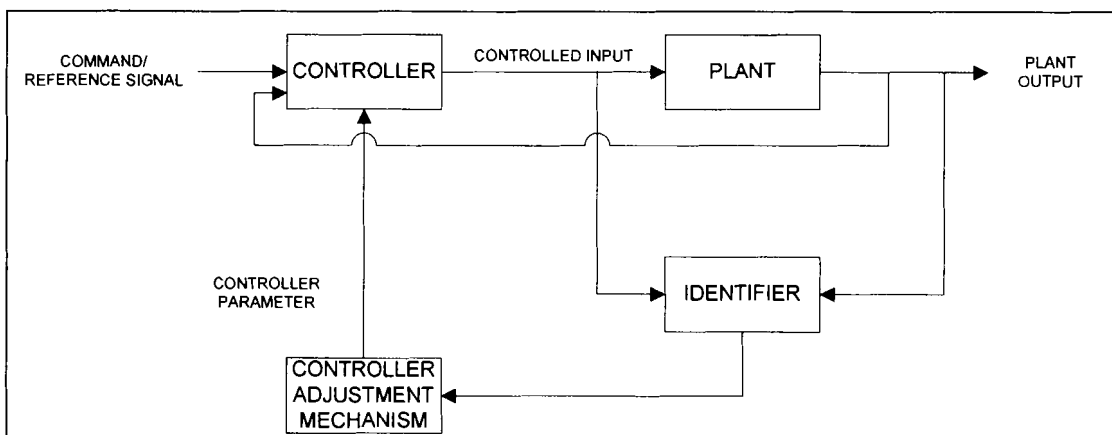 COMMAND/
REFERENCE SIGNAL
CONTROLLER
CONTROLLED INPUT
PLANT
PLANT
OUTPUT
CONTROLLER
PARAMETER
IDENTIFIER
CONTROLLER
ADJUSTMENT
MECHANISM